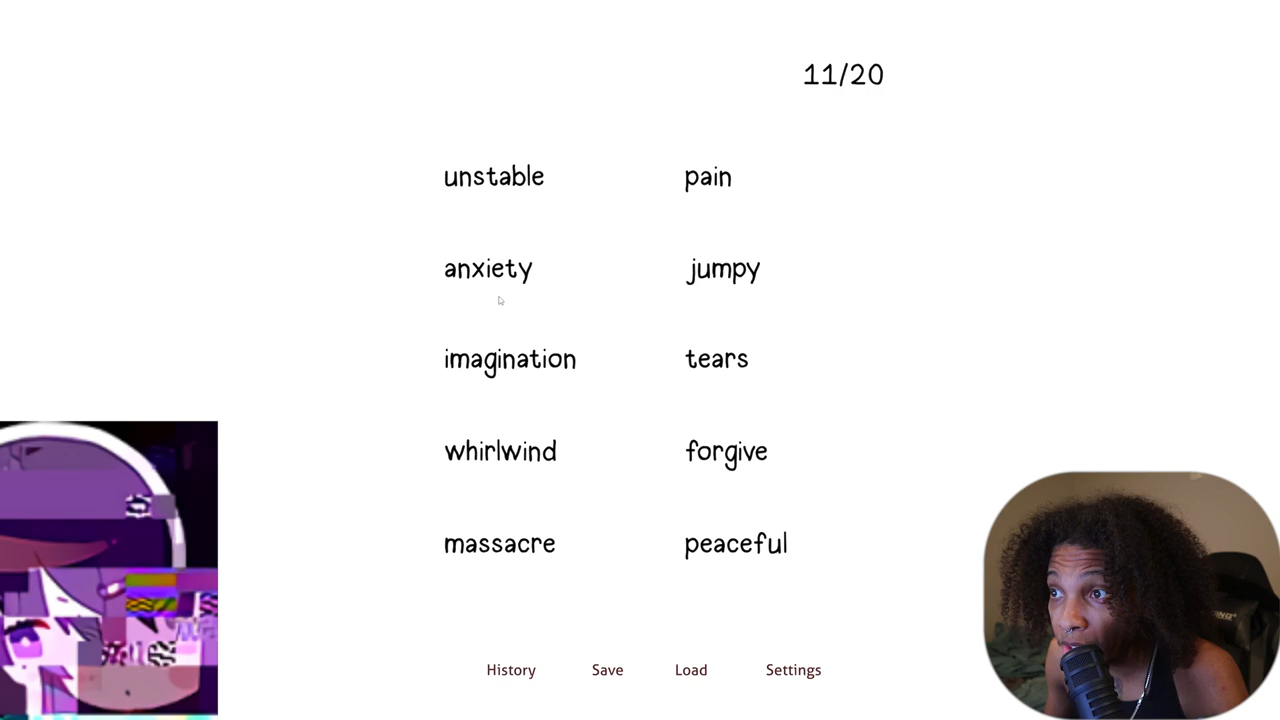 11/20
unstable pain
anxiety jumpy
imagination tears
whirlwind forgive
massacre peaceful
History Save Load Settings